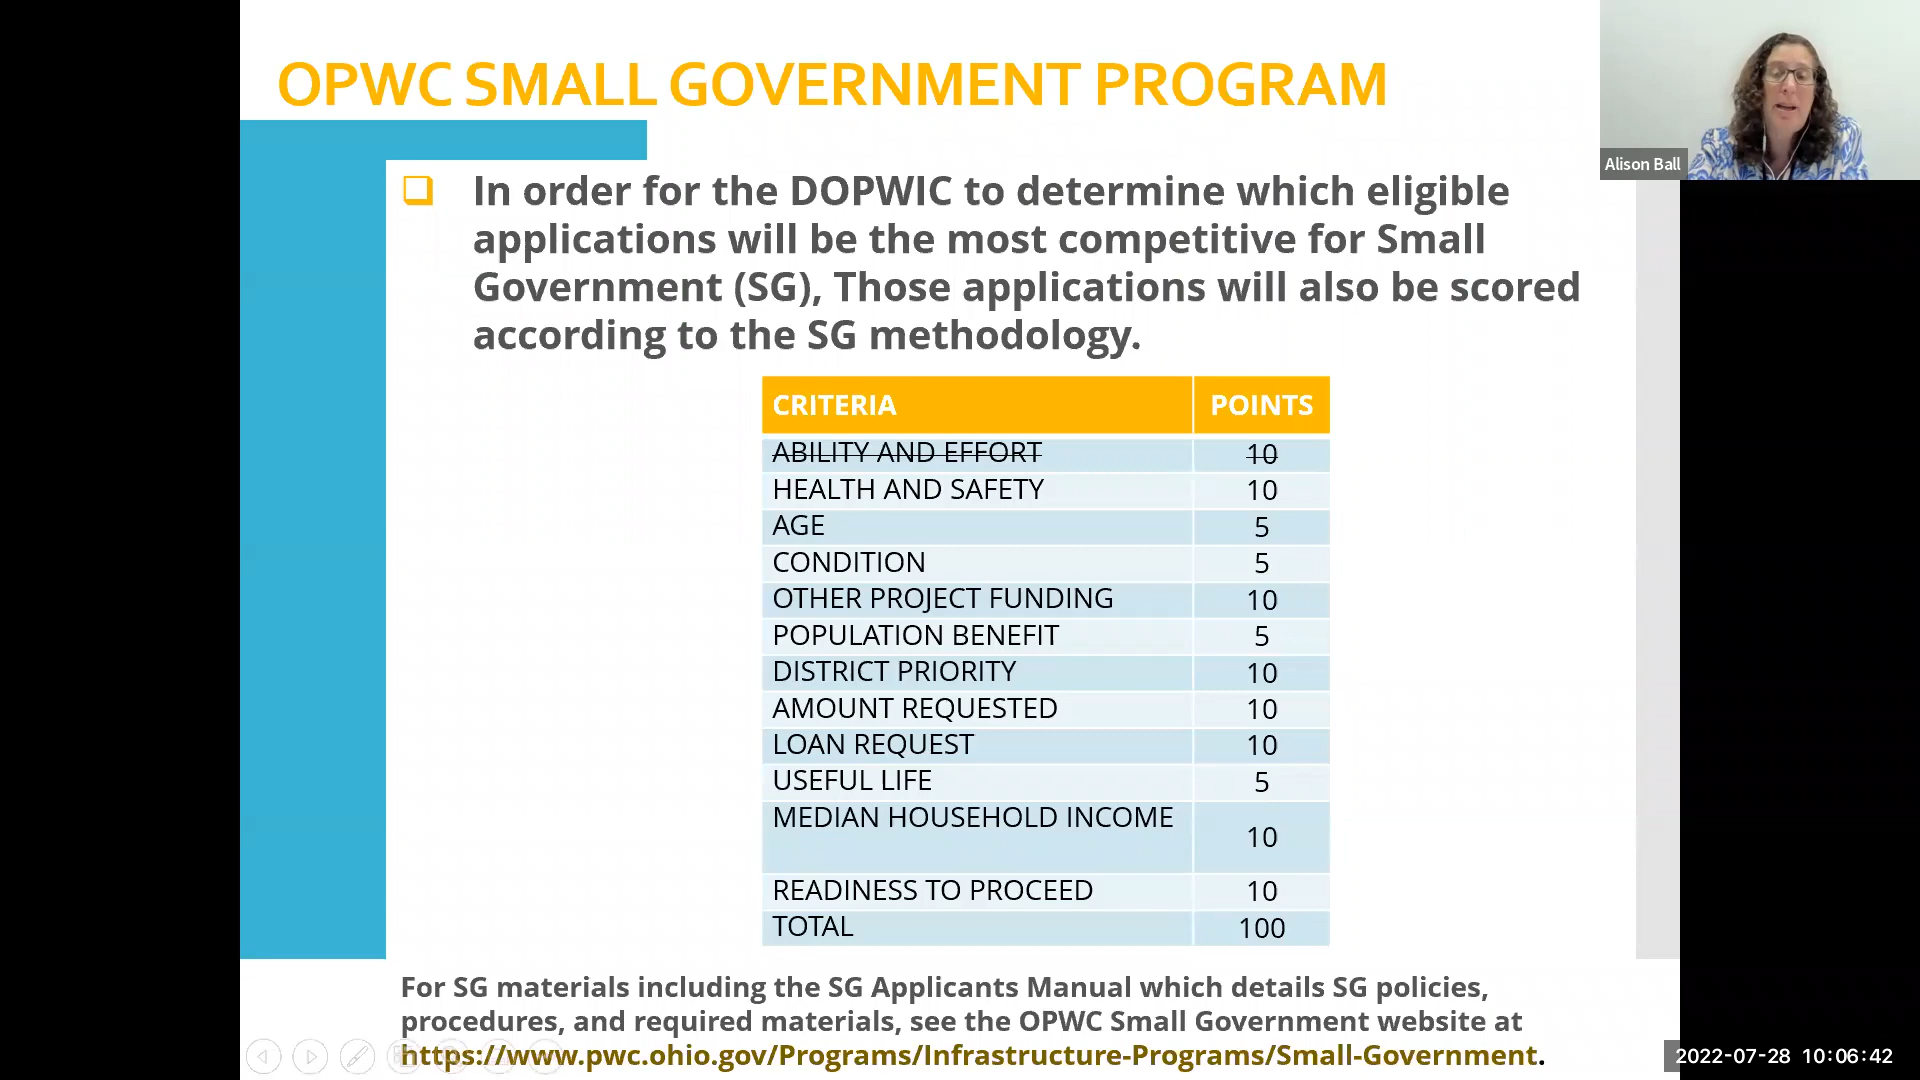 OPWC SMALL GOVERNMENT PROGRAM
Alison Ball
In order for the DOPWIC to determine which eligible
applications will be the most competitive for Small
Government (SG), Those applications will also be scored
according to the SG methodology.
CRITERIA POINTS
ABILITY AND EFFORT 10
HEALTH AND SAFETY 10
AGE 5
CONDITION 5
OTHER PROJECT FUNDING 10
POPULATION BENEFIT 5
DISTRICT PRIORITY 10
AMOUNT REQUESTED 10
LOAN REQUEST 10
USEFUL LIFE 5
MEDIAN HOUSEHOLD INCOME 10
READINESS TO PROCEED 10
TOTAL 100
For SG materials including the SG Applicants Manual which details SG policies,
procedures, and required materials, see the OPWC Small Government website at
https://www.pwc.ohio.gov/Programs/Infrastructure-Programs/Small-Government.
2022-07-28 10:06:42